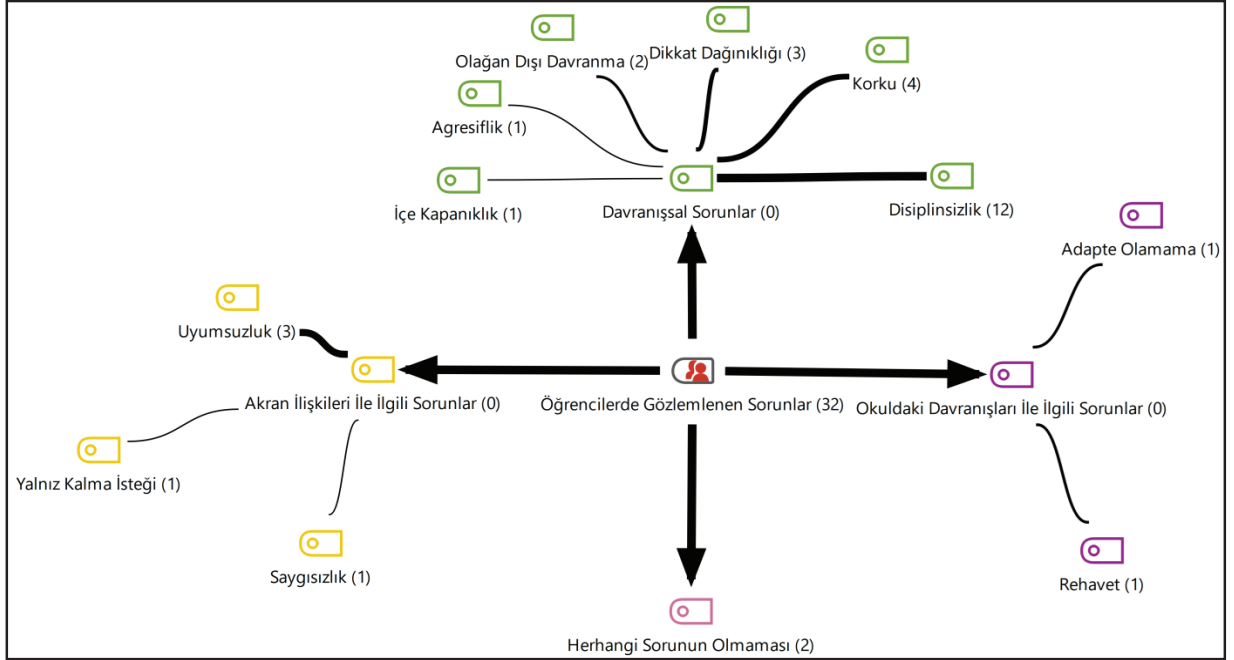 Olağan Dışı Davranma (2)
Dikkat Dağınıklığı (3)
Korku (4)
Agresiflik (1)
İçe Kapanıklık (1)
Davranışsal Sorunlar (0)
Disiplinsizlik (12)
Adapte Olamama (1)
Uyumsuzluk (3)
Akran İlişkileri İle İlgili Sorunlar (0)
Öğrencilerde Gözlemlenen Sorunlar (32)
Okuldaki Davranışları İle İlgili Sorunlar (0)
Yalnız Kalma İsteği (1)
Saygısızlık (1)
Rehavet (1)
Herhangi Sorunun Olmaması (2)